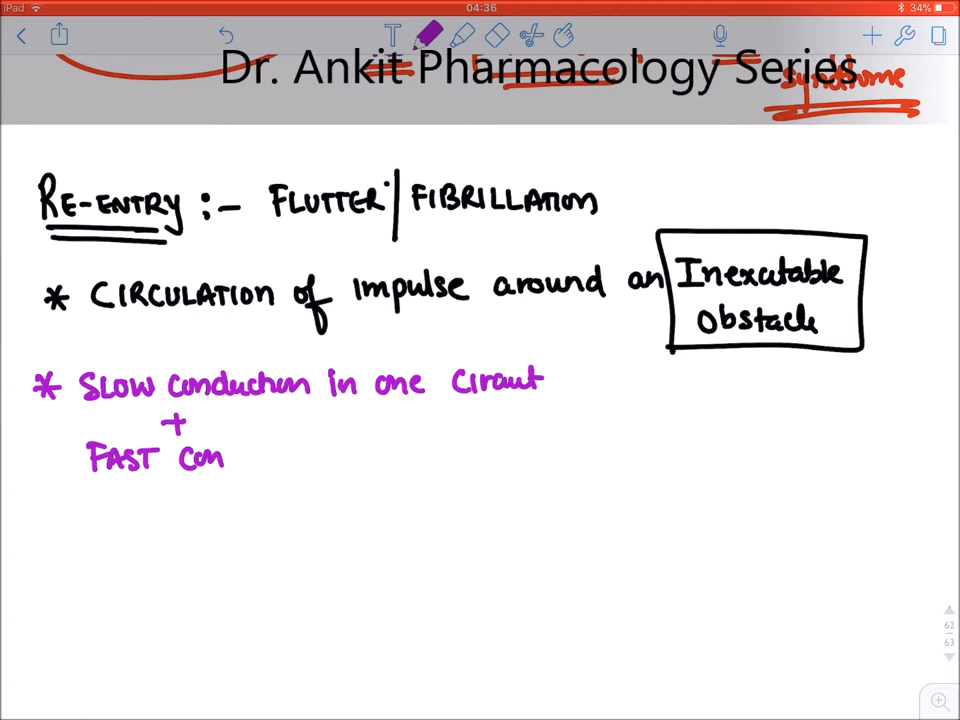 iPad 04:36 34%
Dr. Ankit Pharmacology Series
syndrome
RE-ENTRY :- FLUTTER | FIBRILLATION
* CIRCULATION of impulse around an Inexcitable
Obstacle
* SLOW conduction in one Circuit
+
FAST Con
62
63